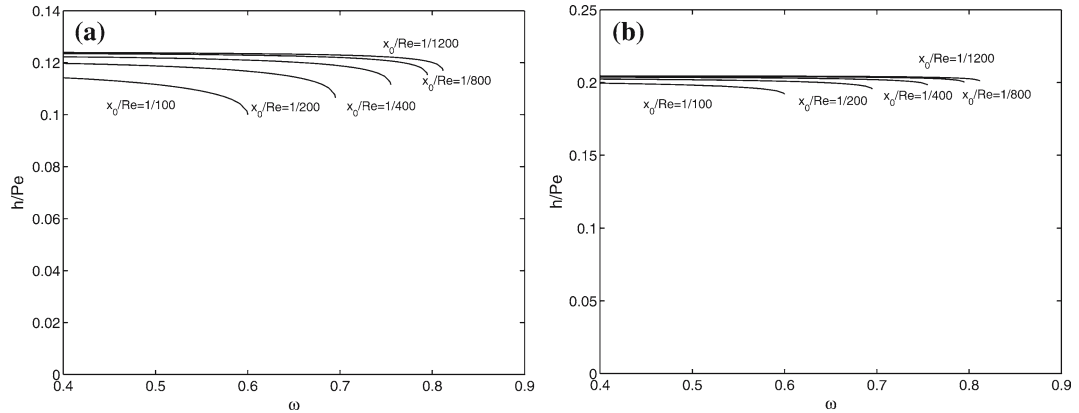 (a)
0.14
0.12
0.1
0.08
0.06
0.04
0.02
0
h/Pe
x0/Re=1/1200
x0/Re=1/800
x0/Re=1/400
x0/Re=1/200
x0/Re=1/100
0.4 0.5 0.6 0.7 0.8 0.9
ω
(b)
0.25
0.2
0.15
0.1
0.05
0
h/Pe
x0/Re=1/1200
x0/Re=1/100
x0/Re=1/200
x0/Re=1/400
x0/Re=1/800
0.4 0.5 0.6 0.7 0.8 0.9
ω